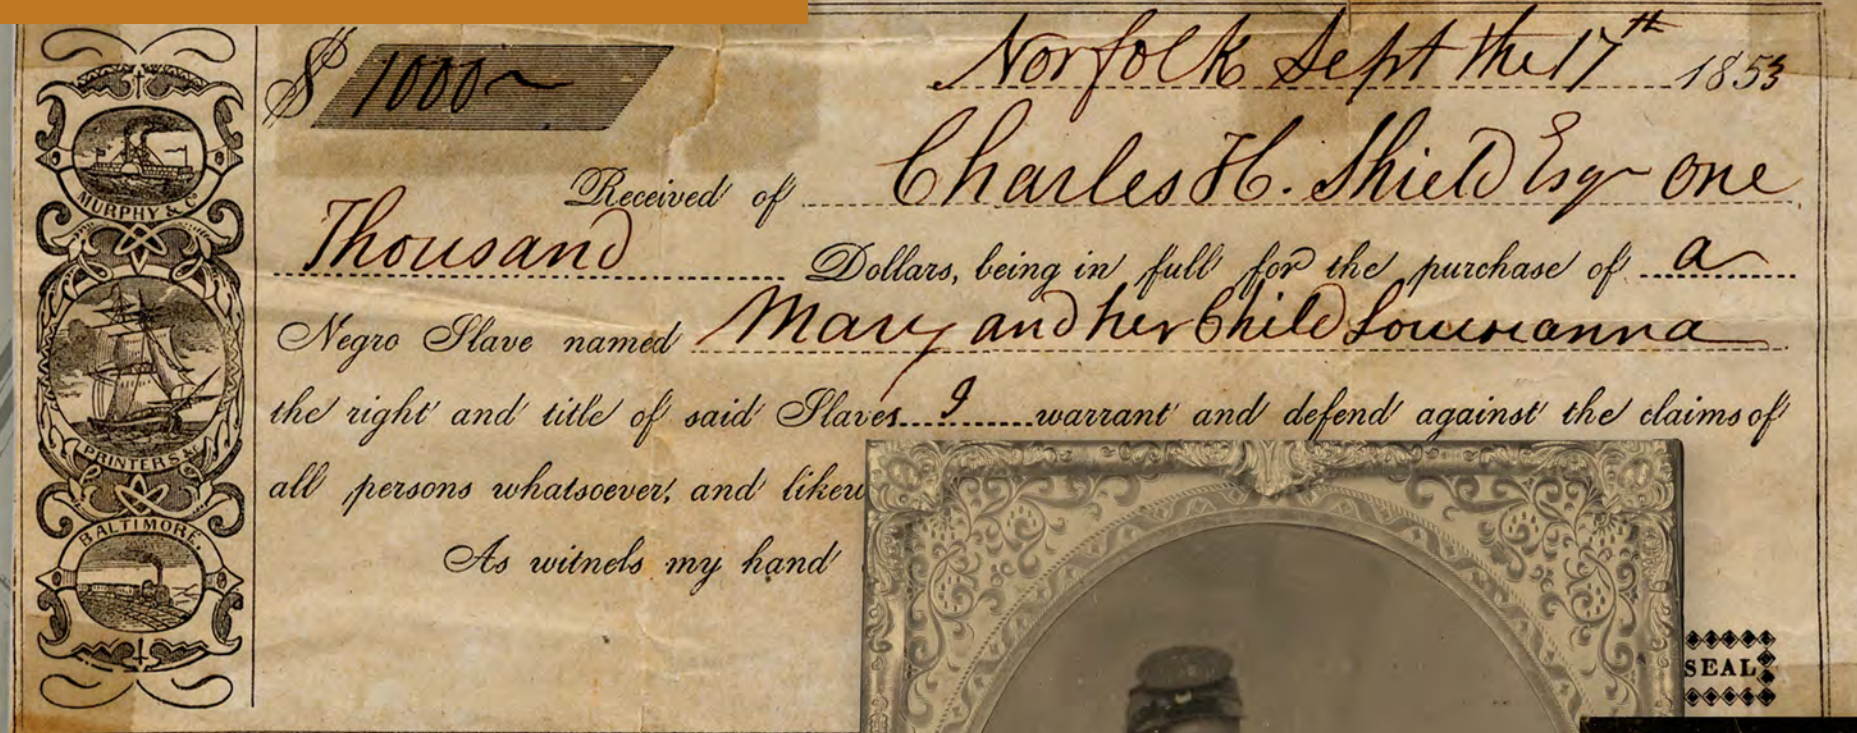 $ 1000 Norfolk Sept the 17th 1853
Received of Charles H. Shield Esqr one
Thousand Dollars, being in full for the purchase of a
Negro Slave named Mary and her Child Louisianna
the right and title of said Slaves I warrant and defend against the claims of
all persons whatsoever, and likew
As witness my hand
SEAL
MURPHY & Co
PRINTERS &
BALTIMORE.